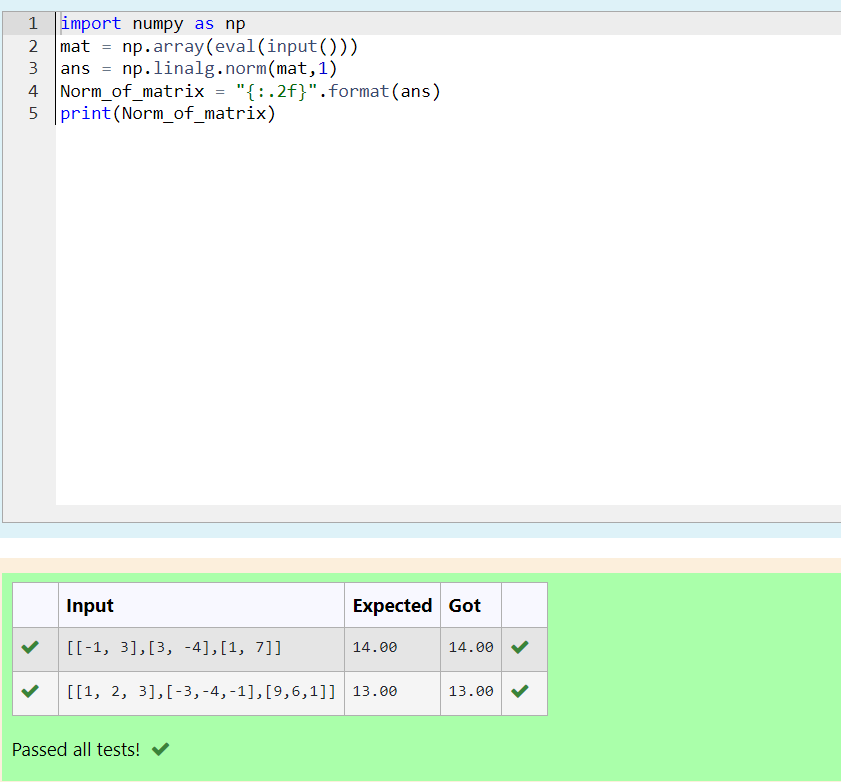 1 import numpy as np
2 mat = np.array(eval(input()))
3 ans = np.linalg.norm(mat,1)
4 Norm_of_matrix = "{:.2f}".format(ans)
5 print(Norm_of_matrix)
Input Expected Got
[[-1, 3],[3, -4],[1, 7]] 14.00 14.00
[[1, 2, 3],[-3,-4,-1],[9,6,1]] 13.00 13.00
Passed all tests!